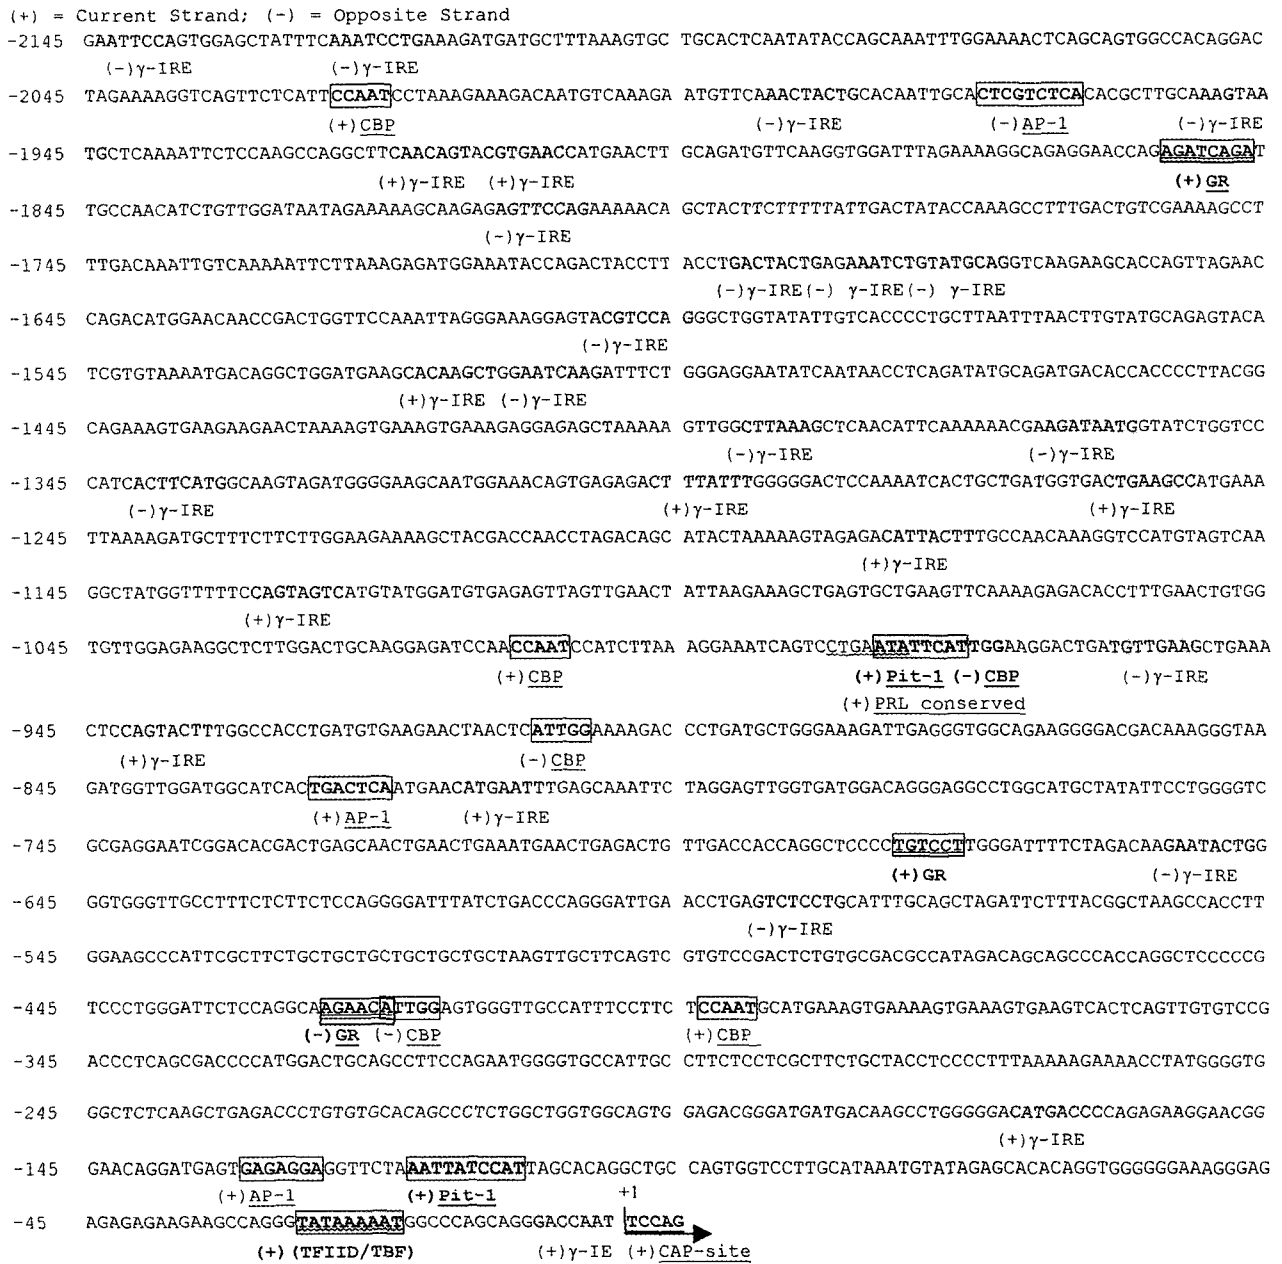 (+) = Current Strand; (-) = Opposite Strand
-2145 GAATTCCAGTGGAGCTATTTCAAATCCTGAAAGATGATGCTTTAAAGTGC TGCACTCAATATACCAGCAAATTTGGAAAACTCAGCAGTGGCCACAGGAC
(-)γ-IRE (-)γ-IRE
-2045 TAGAAAAGGTCAGTTCTCATTCCAATCCTAAAGAAAGACAATGTCAAAGA ATGTTCAAACTACTGCACAATTGCACTCGTCTCACACGCTTGCAAAGTAA
(+)CBP (-)γ-IRE (-)AP-1 (-)γ-IRE
-1945 TGCTCAAAATTCTCCAAGCCAGGCTTCAACAGTACGTGAACCATGAACTT GCAGATGTTCAAGGTGGATTTAGAAAAGGCAGAGGAACCAGAGATCAGAT
(+)γ-IRE (+)γ-IRE (+)GR
-1845 TGCCAACATCTGTTGGATAATAGAAAAAGCAAGAGAGTTCCAGAAAAACA GCTACTTCTTTTTATTGACTATACCAAAGCCTTTGACTGTCGAAAAGCCT
(-)γ-IRE
-1745 TTGACAAATTGTCAAAAATTCTTAAAGAGATGGAAATACCAGACTACCTT ACCTGACTACTGAGAAATCTGTATGCAGGTCAAGAAGCACCAGTTAGAAC
(-)γ-IRE(-) γ-IRE(-) γ-IRE
-1645 CAGACATGGAACAACCGACTGGTTCCAAATTAGGGAAAGGAGTACGTCCA GGGCTGGTATATTGTCACCCCTGCTTAATTTAACTTGTATGCAGAGTACA
(-)γ-IRE
-1545 TCGTGTAAAATGACAGGCTGGATGAAGCACAAGCTGGAATCAAGATTTCT GGGAGGAATATCAATAACCTCAGATATGCAGATGACACCACCCCTTACGG
(+)γ-IRE (-)γ-IRE
-1445 CAGAAAGTGAAGAAGAACTAAAAGTGAAAGTGAAAGAGGAGAGCTAAAAA GTTGGCTTAAAGCTCAACATTCAAAAAACGAAGATAATGGTATCTGGTCC
(-)γ-IRE (-)γ-IRE
-1345 CATCACTTCATGGCAAGTAGATGGGGAAGCAATGGAAACAGTGAGAGACT TTATTTGGGGGACTCCAAAATCACTGCTGATGGTGACTGAAGCCATGAAA
(-)γ-IRE (+)γ-IRE (+)γ-IRE
-1245 TTAAAAGATGCTTTCTTCTTGGAAGAAAAGCTACGACCAACCTAGACAGC ATACTAAAAAGTAGAGACATTACTTTGCCAACAAAGGTCCATGTAGTCAA
(+)γ-IRE
-1145 GGCTATGGTTTTTCCAGTAGTCATGTATGGATGTGAGAGTTAGTTGAACT ATTAAGAAAGCTGAGTGCTGAAGTTCAAAAGAGACACCTTTGAACTGTGG
(+)γ-IRE
-1045 TGTTGGAGAAGGCTCTTGGACTGCAAGGAGATCCAACCAATCCATCTTAA AGGAAATCAGTCCTGAATATTCATTGGAAGGACTGATGTTGAAGCTGAAA
(+)CBP (+)Pit-1 (-)CBP (-)γ-IRE
(+)PRL conserved
-945 CTCCAGTACTTTGGCCACCTGATGTGAAGAACTAACTCATTGGAAAAGAC CCTGATGCTGGGAAAGATTGAGGGTGGCAGAAGGGGACGACAAAGGGTAA
(+)γ-IRE (-)CBP
-845 GATGGTTGGATGGCATCACTGACTCAATGAACATGAATTTGAGCAAATTC TAGGAGTTGGTGATGGACAGGGAGGCCTGGCATGCTATATTCCTGGGGTC
(+)AP-1 (+)γ-IRE
-745 GCGAGGAATCGGACACGACTGAGCAACTGAACTGAAATGAACTGAGACTG TTGACCACCAGGCTCCCCTGTCCTTGGGATTTTCTAGACAAGAATACTGG
(+)GR (-)γ-IRE
-645 GGTGGGTTGCCTTTCTCTTCTCCAGGGGATTTATCTGACCCAGGGATTGA ACCTGAGTCTCCTGCATTTGCAGCTAGATTCTTTACGGCTAAGCCACCTT
(-)γ-IRE
-545 GGAAGCCCATTCGCTTCTGCTGCTGCTGCTGCTGCTAAGTTGCTTCAGTCG TGTCCGACTCTGTGCGACGCCATAGACAGCAGCCCACCAGGCTCCCCCG
-445 TCCCTGGGATTCTCCAGGCAAGAACATTGGAGTGGGTTGCCATTTCCTTC TCCAATGCATGAAAGTGAAAAGTGAAAGTGAAGTCACTCAGTTGTGTCCG
(-)GR (-)CBP (+)CBP
-345 ACCCTCAGCGACCCCATGGACTGCAGCCTTCCAGAATGGGGTGCCATTGC CTTCTCCTCGCTTCTGCTACCTCCCCTTTAAAAAGAAAACCTATGGGGTG
-245 GGCTCTCAAGCTGAGACCCTGTGTGCACAGCCCTCTGGCTGGTGGCAGTG GAGACGGGATGATGACAAGCCTGGGGGACATGACCCCAGAGAAGGAACGG
(+)γ-IRE
-145 GAACAGGATGAGTGAGAGGAGGTTCTAAATTATCCATTAGCACAGGCTGC CAGTGGTCCTTGCATAAATGTATAGAGCACACAGGTGGGGGGAAAGGGAG
(+)AP-1 (+)Pit-1 +1
-45 AGAGAGAAGAAGCCAGGGTATAAAAATGGCCCAGCAGGGACCAAT TCCAG
(+)(TFIID/TBF) (+)γ-IE (+)CAP-site